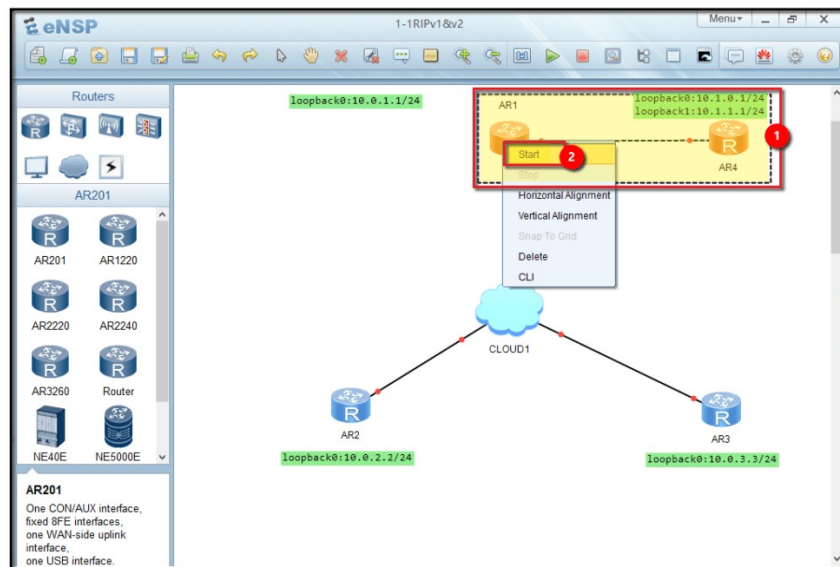 eNSP
1-1RIPv1&v2
Menu
Routers
AR201
AR201
AR1220
AR2220
AR2240
AR3260
Router
NE40E
NE5000E
AR201
One CON/AUX interface,
fixed 8FE interfaces,
one WAN-side uplink
interface,
one USB interface.
loopback0:10.0.1.1/24
AR1
loopback0:10.1.0.1/24
loopback1:10.1.1.1/24
1
AR4
Start
2
Stop
Horizontal Alignment
Vertical Alignment
Snap To Grid
Delete
CLI
CLOUD1
AR2
loopback0:10.0.2.2/24
AR3
loopback0:10.0.3.3/24